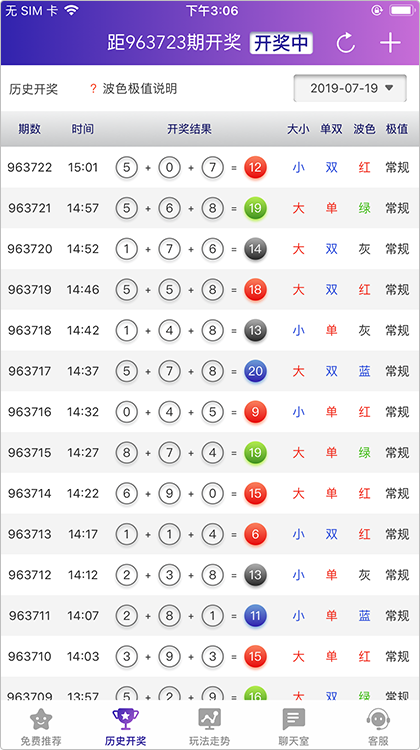 无 SIM 卡 下午3:06
距963723期开奖 开奖中
历史开奖 ? 波色极值说明 2019-07-19
期数 时间 开奖结果 大小 单双 波色 极值
963722 15:01 5 + 0 + 7 = 12 小 双 红 常规
963721 14:57 5 + 6 + 8 = 19 大 单 绿 常规
963720 14:52 1 + 7 + 6 = 14 大 双 灰 常规
963719 14:46 5 + 5 + 8 = 18 大 双 红 常规
963718 14:42 1 + 4 + 8 = 13 小 单 灰 常规
963717 14:37 5 + 7 + 8 = 20 大 双 蓝 常规
963716 14:32 0 + 4 + 5 = 9 小 单 红 常规
963715 14:27 8 + 7 + 4 = 19 大 单 绿 常规
963714 14:22 6 + 9 + 0 = 15 大 单 红 常规
963713 14:17 1 + 1 + 4 = 6 小 双 红 常规
963712 14:12 2 + 3 + 8 = 13 小 单 灰 常规
963711 14:07 2 + 8 + 1 = 11 小 单 蓝 常规
963710 14:03 3 + 9 + 3 = 15 大 单 红 常规
963709 13:57 5 + 2 + 9 = 16 大 双 绿 常规
免费推荐 历史开奖 玩法走势 聊天室 客服